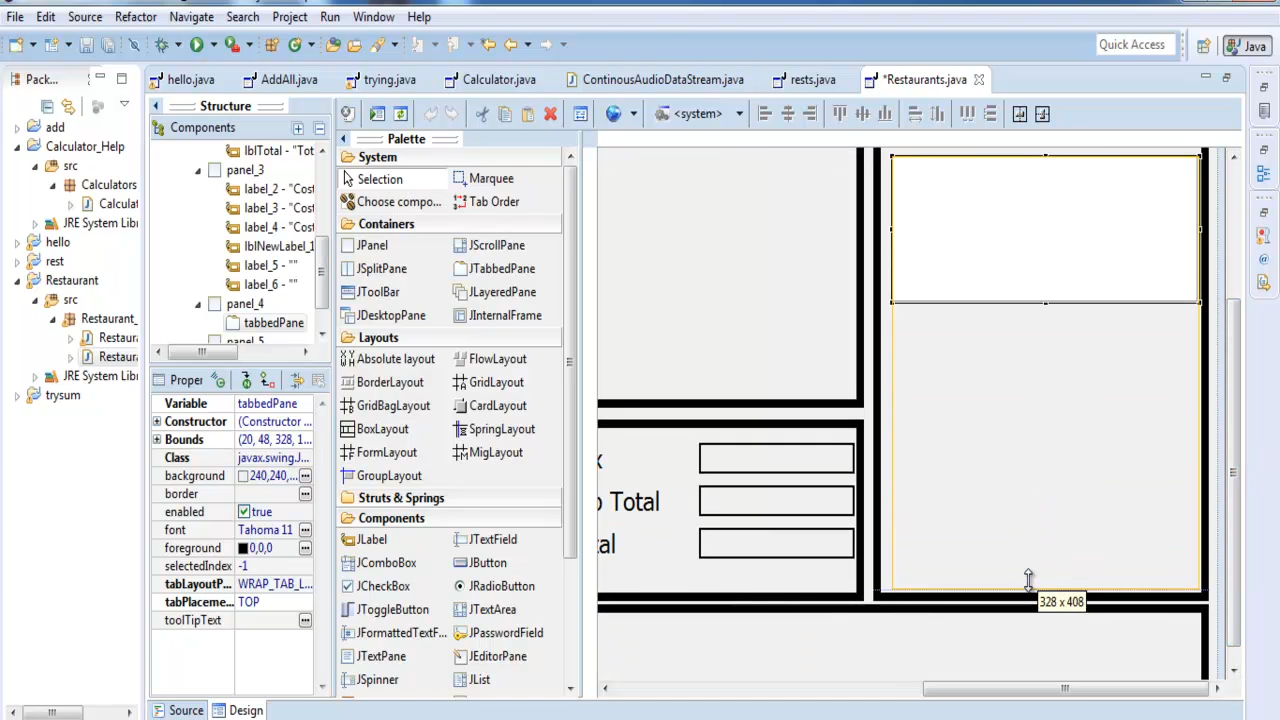 File Edit Source Refactor Navigate Search Project Run Window Help
Quick Access
Java
Pack...
hello.java
AddAll.java
trying.java
Calculator.java
ContinousAudioDataStream.java
rests.java
*Restaurants.java
add
Calculator_Help
src
Calculators
Calculat
JRE System Libr
hello
rest
Restaurant
src
Restaurant_
Restaur
Restaur
JRE System Libr
trysum
Structure
Components
lblTotal - "Tot
panel_3
label_2 - "Cost
label_3 - "Cost
label_4 - "Cost
lblNewLabel_1
label_5 - ""
label_6 - ""
panel_4
tabbedPane
panel_5
Proper
Variable tabbedPane
Constructor (Constructor ...
Bounds (20, 48, 328, 1...
Class javax.swing.J...
background 240,240,...
border
enabled true
font Tahoma 11
foreground 0,0,0
selectedIndex -1
tabLayoutP... WRAP_TAB_L...
tabPlaceme... TOP
toolTipText
<system>
Palette
System
Selection Marquee
Choose compo... Tab Order
Containers
JPanel JScrollPane
JSplitPane JTabbedPane
JToolBar JLayeredPane
JDesktopPane JInternalFrame
Layouts
Absolute layout FlowLayout
BorderLayout GridLayout
GridBagLayout CardLayout
BoxLayout SpringLayout
FormLayout MigLayout
GroupLayout
Struts & Springs
Components
JLabel JTextField
JComboBox JButton
JCheckBox JRadioButton
JToggleButton JTextArea
JFormattedTextF... JPasswordField
JTextPane JEditorPane
JSpinner JList
x
o Total
tal
328 x 408
Source Design